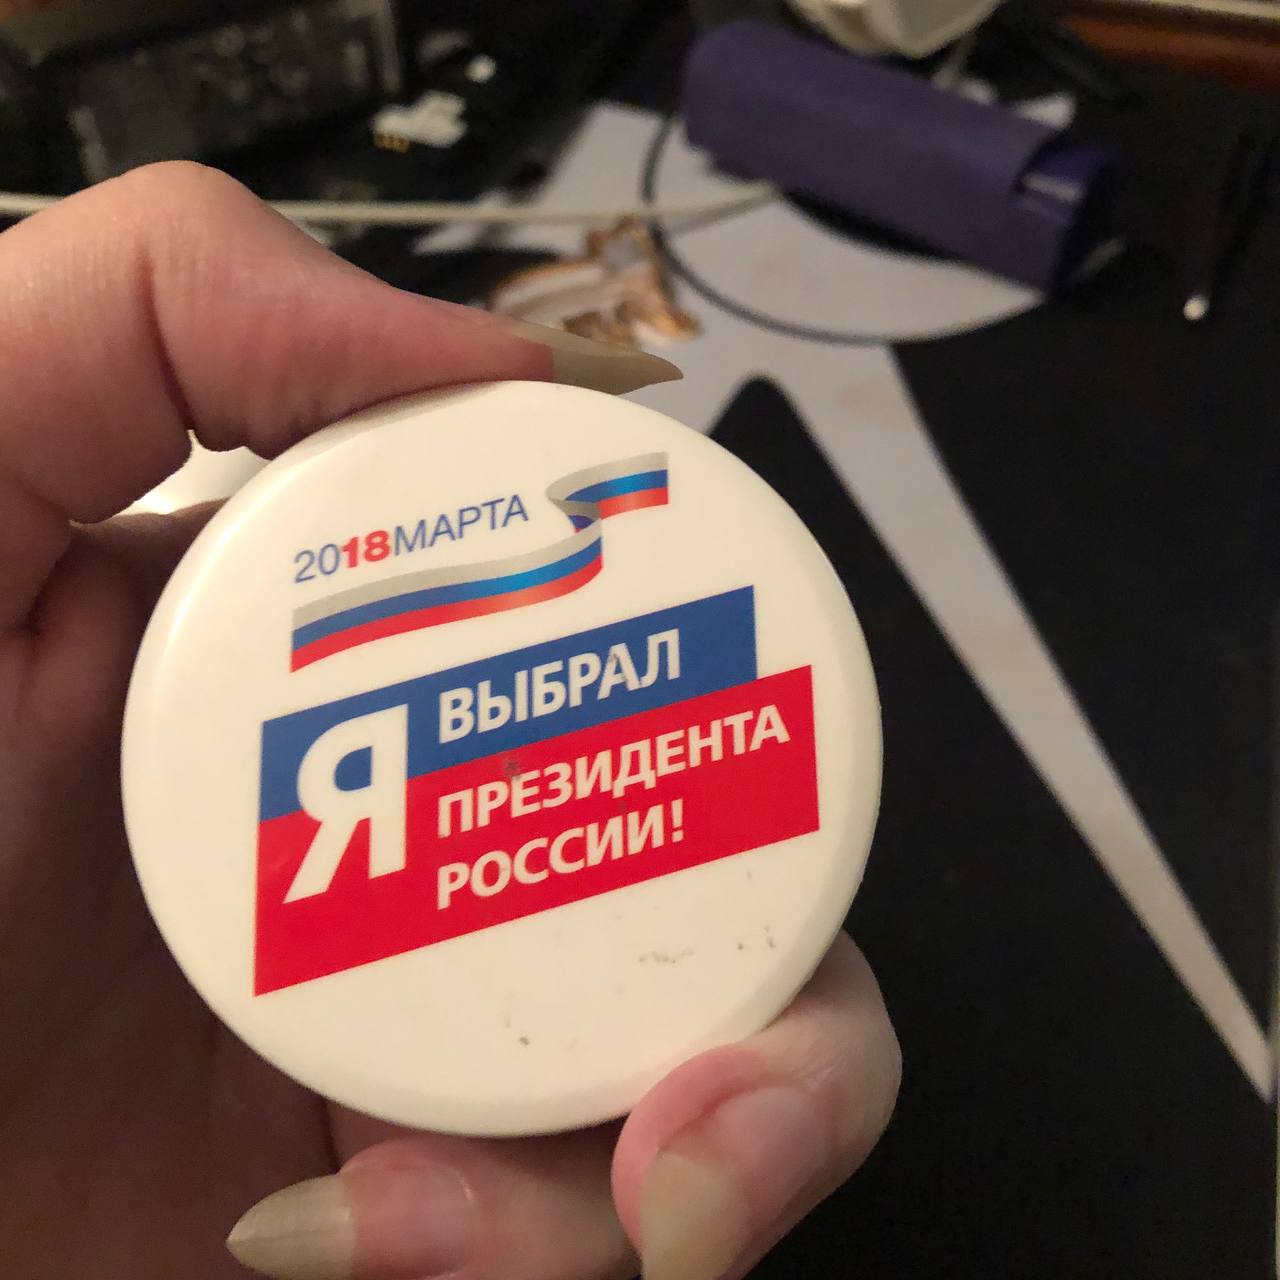 2018МАРТА
Я ВЫБРАЛ
ПРЕЗИДЕНТА
РОССИИ!